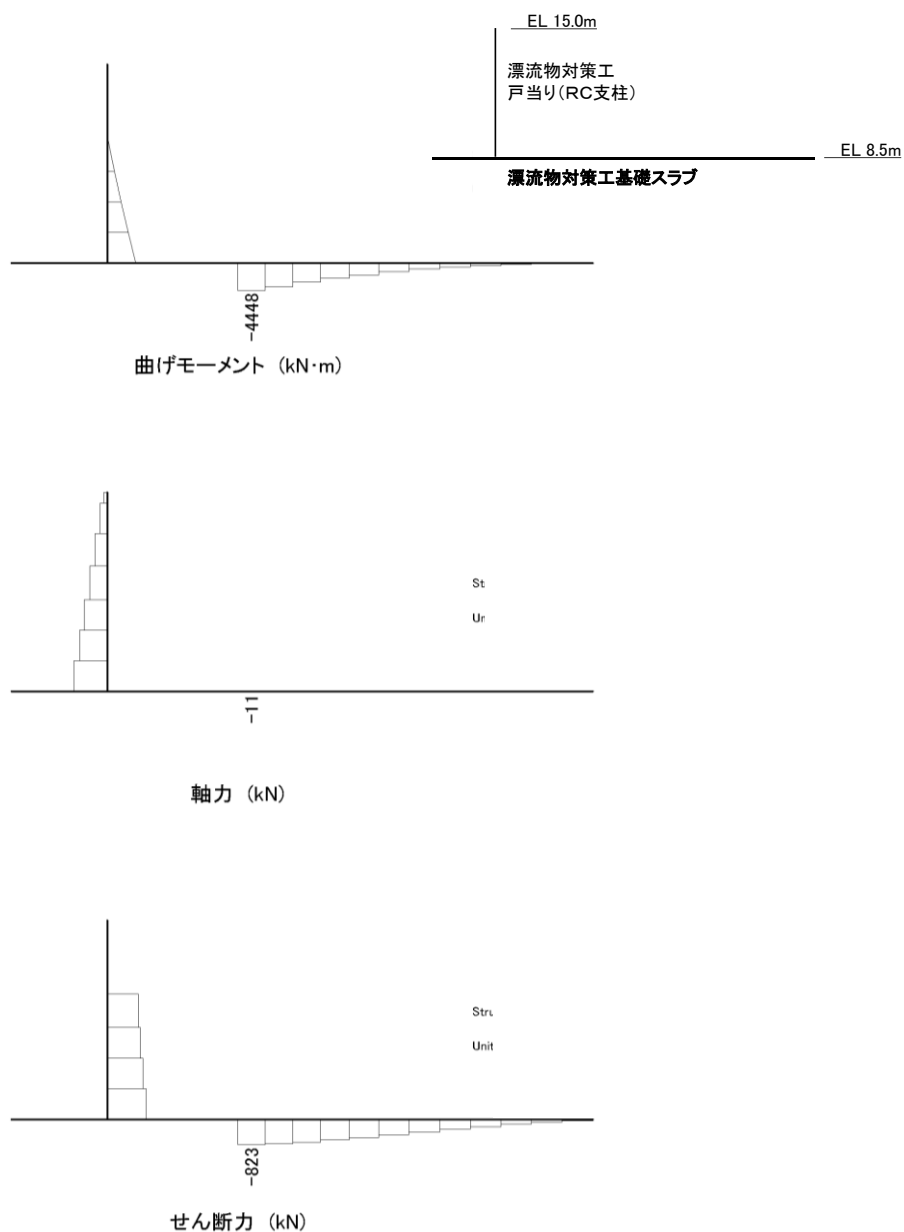 EL 15.0m
漂流物対策工
戸当り(RC支柱)
EL 8.5m
漂流物対策工基礎スラブ
-4448
曲げモーメント (kN·m)
-11
軸力 (kN)
-823
せん断力 (kN)